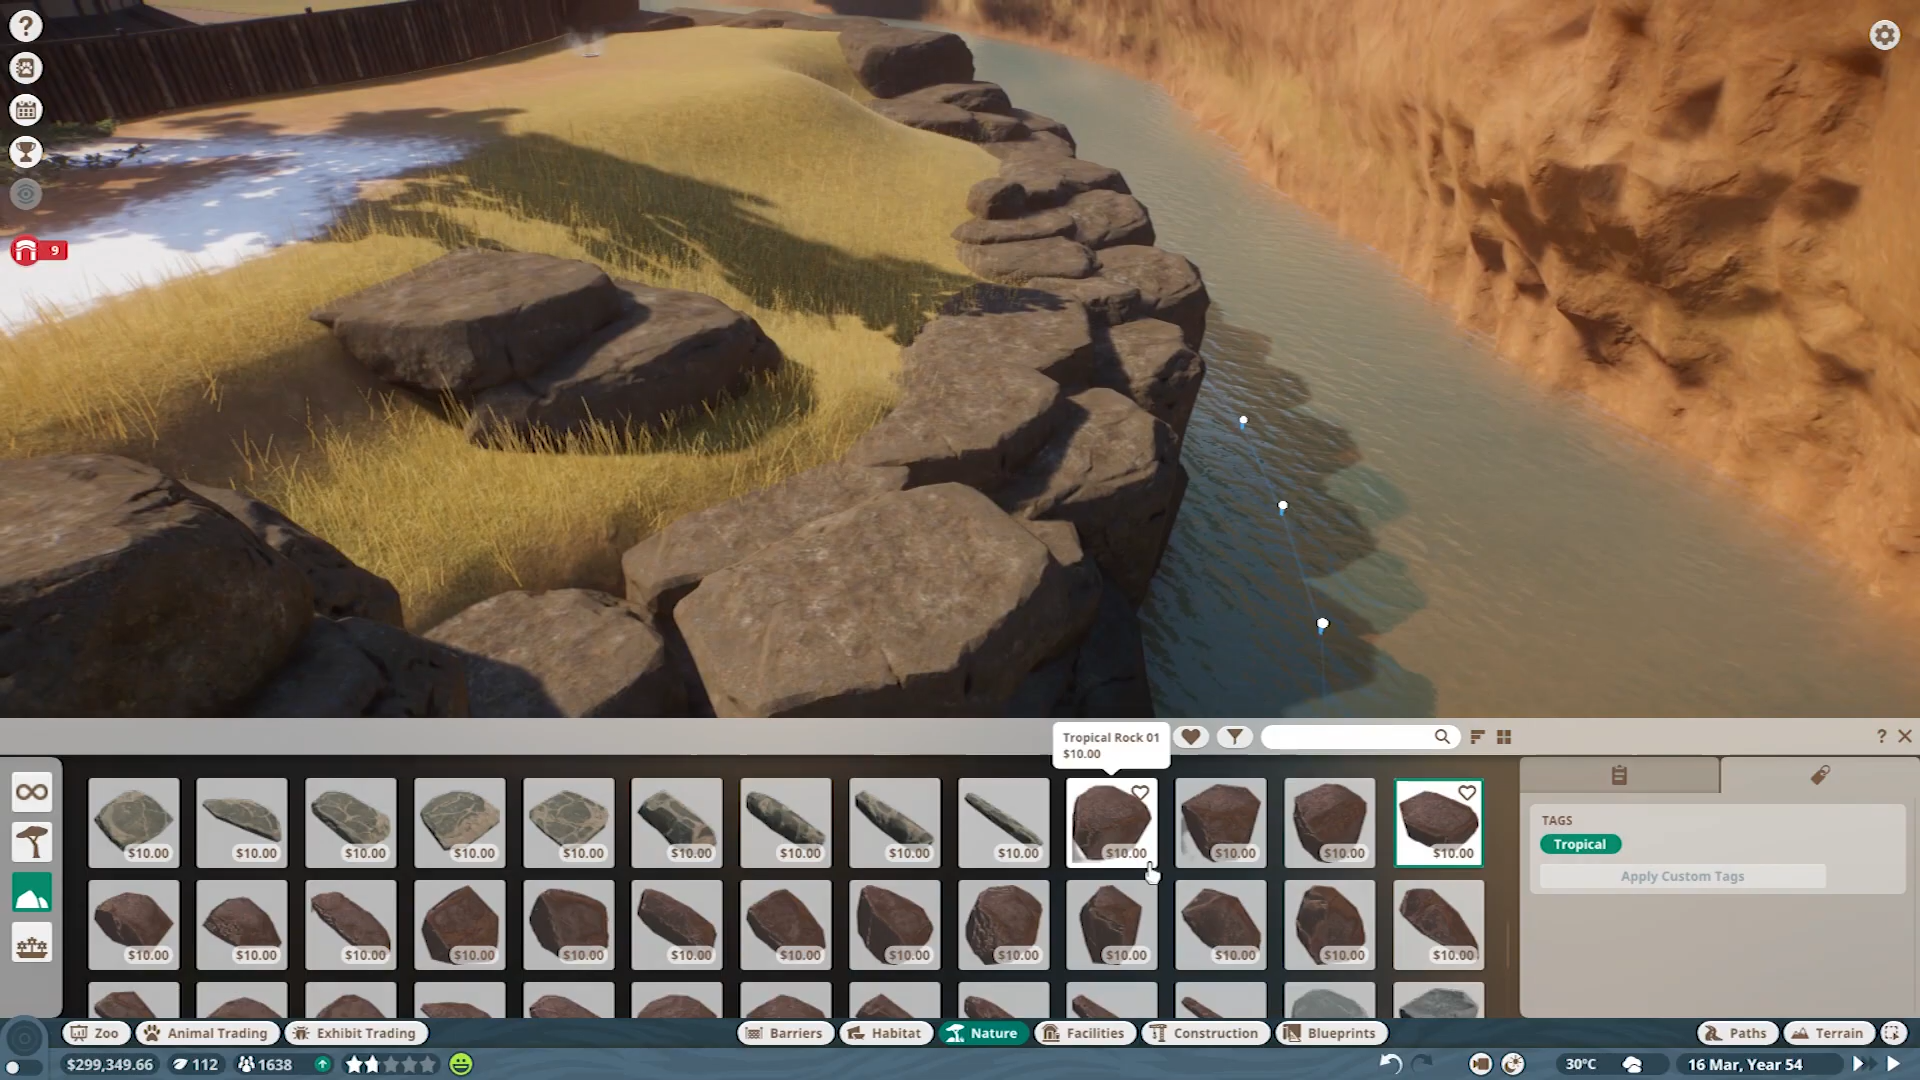 ?
9
Tropical Rock 01
$10.00
?
$10.00 $10.00 $10.00 $10.00 $10.00 $10.00 $10.00 $10.00 $10.00 $10.00 $10.00 $10.00 $10.00
$10.00 $10.00 $10.00 $10.00 $10.00 $10.00 $10.00 $10.00 $10.00 $10.00 $10.00 $10.00 $10.00
TAGS
Tropical
Apply Custom Tags
Zoo Animal Trading Exhibit Trading Barriers Habitat Nature Facilities Construction Blueprints Paths Terrain
$299,349.66 112 1638 30°C 16 Mar, Year 54